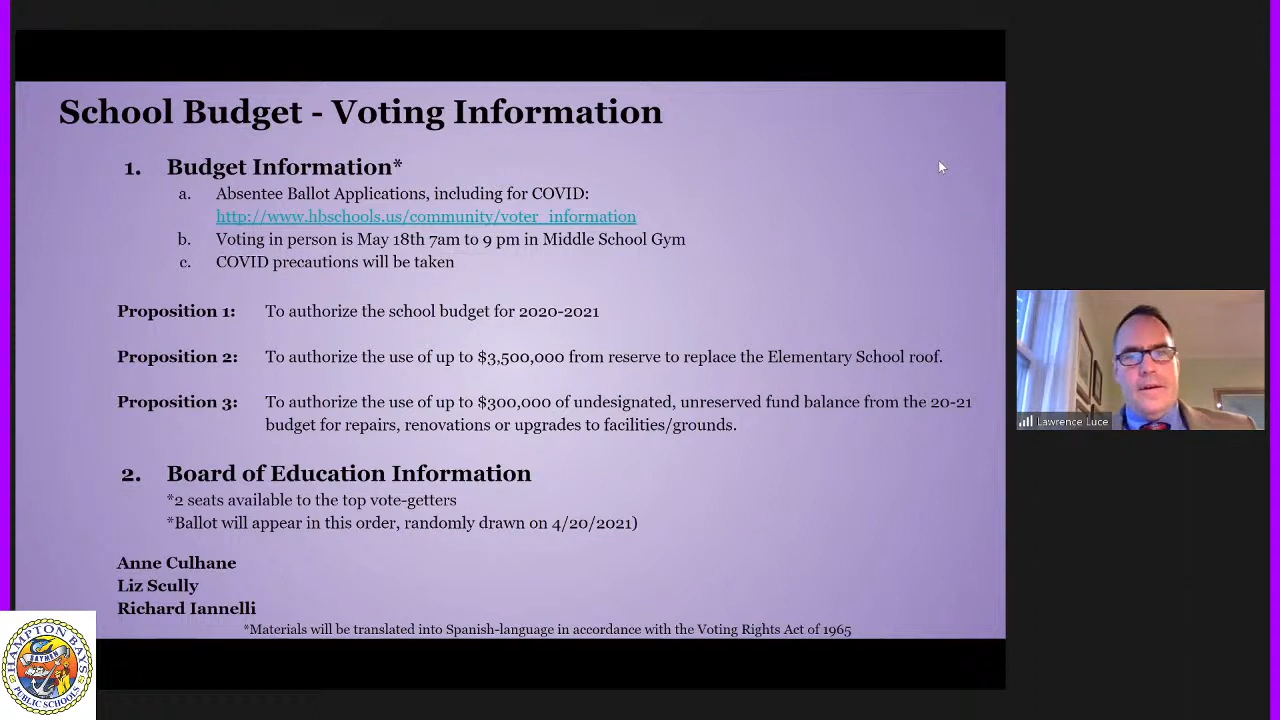 School Budget - Voting Information
1. Budget Information*
a. Absentee Ballot Applications, including for COVID:
http://www.hbschools.us/community/voter_information
b. Voting in person is May 18th 7am to 9 pm in Middle School Gym
c. COVID precautions will be taken
Proposition 1: To authorize the school budget for 2020-2021
Proposition 2: To authorize the use of up to $3,500,000 from reserve to replace the Elementary School roof.
Proposition 3: To authorize the use of up to $300,000 of undesignated, unreserved fund balance from the 20-21
budget for repairs, renovations or upgrades to facilities/grounds.
2. Board of Education Information
*2 seats available to the top vote-getters
*Ballot will appear in this order, randomly drawn on 4/20/2021)
Anne Culhane
Liz Scully
Richard Iannelli
*Materials will be translated into Spanish-language in accordance with the Voting Rights Act of 1965
Lawrence Luce
HAMPTON BAYS
BAYMEN
PUBLIC SCHOOLS